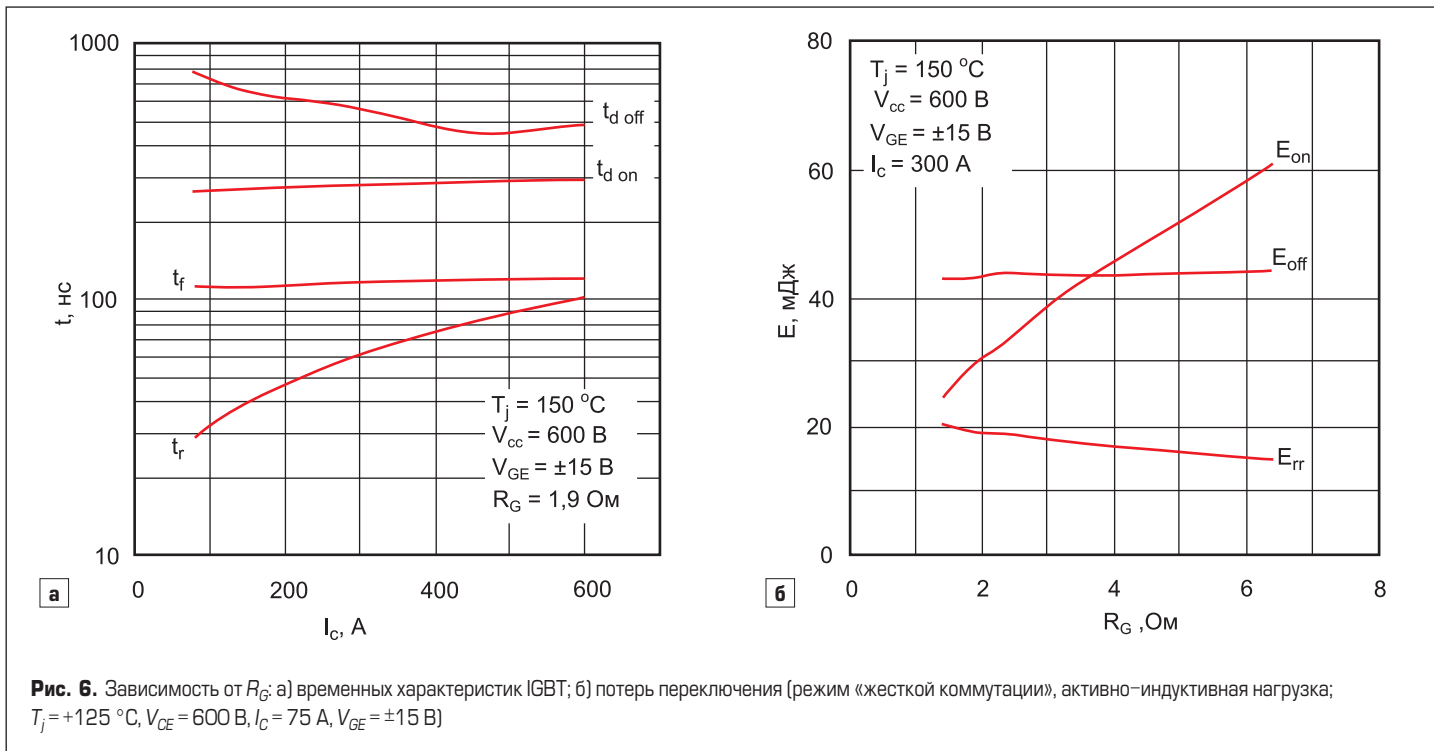 1000
100
10
t, нс
t_d off
t_d on
t_f
t_r
T_j = 150 °C
V_cc = 600 В
V_GE = ±15 В
R_G = 1,9 Ом
0
200
400
600
I_c, А
а
80
60
40
20
0
E, мДж
T_j = 150 °C
V_cc = 600 В
V_GE = ±15 В
I_c = 300 А
E_on
E_off
E_rr
0
2
4
6
8
R_G ,Ом
б
Рис. 6. Зависимость от R_G: а) временных характеристик IGBT; б) потерь переключения (режим «жесткой коммутации», активно–индуктивная нагрузка;
T_j = +125 °C, V_CE = 600 В, I_C = 75 А, V_GE = ±15 В)